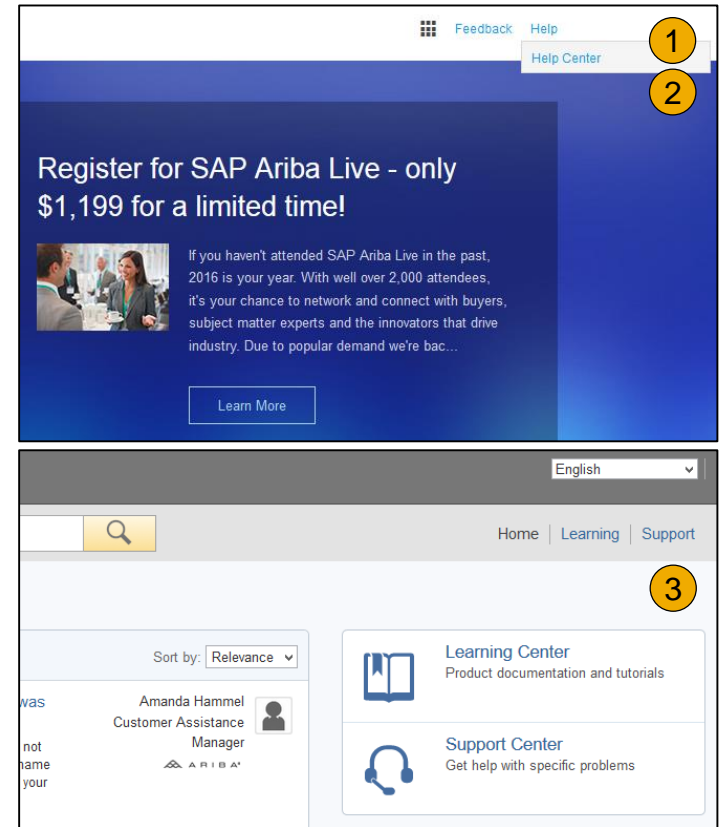 Feedback Help
1
Help Center
2
Register for SAP Ariba Live - only
$1,199 for a limited time!
If you haven't attended SAP Ariba Live in the past,
2016 is your year. With well over 2,000 attendees,
it's your chance to network and connect with buyers,
subject matter experts and the innovators that drive
industry. Due to popular demand we're bac...
Learn More
English
Home | Learning | Support
3
Sort by: Relevance
was
not
name
your
Amanda Hammel
Customer Assistance
Manager
ARIBA
Learning Center
Product documentation and tutorials
Support Center
Get help with specific problems